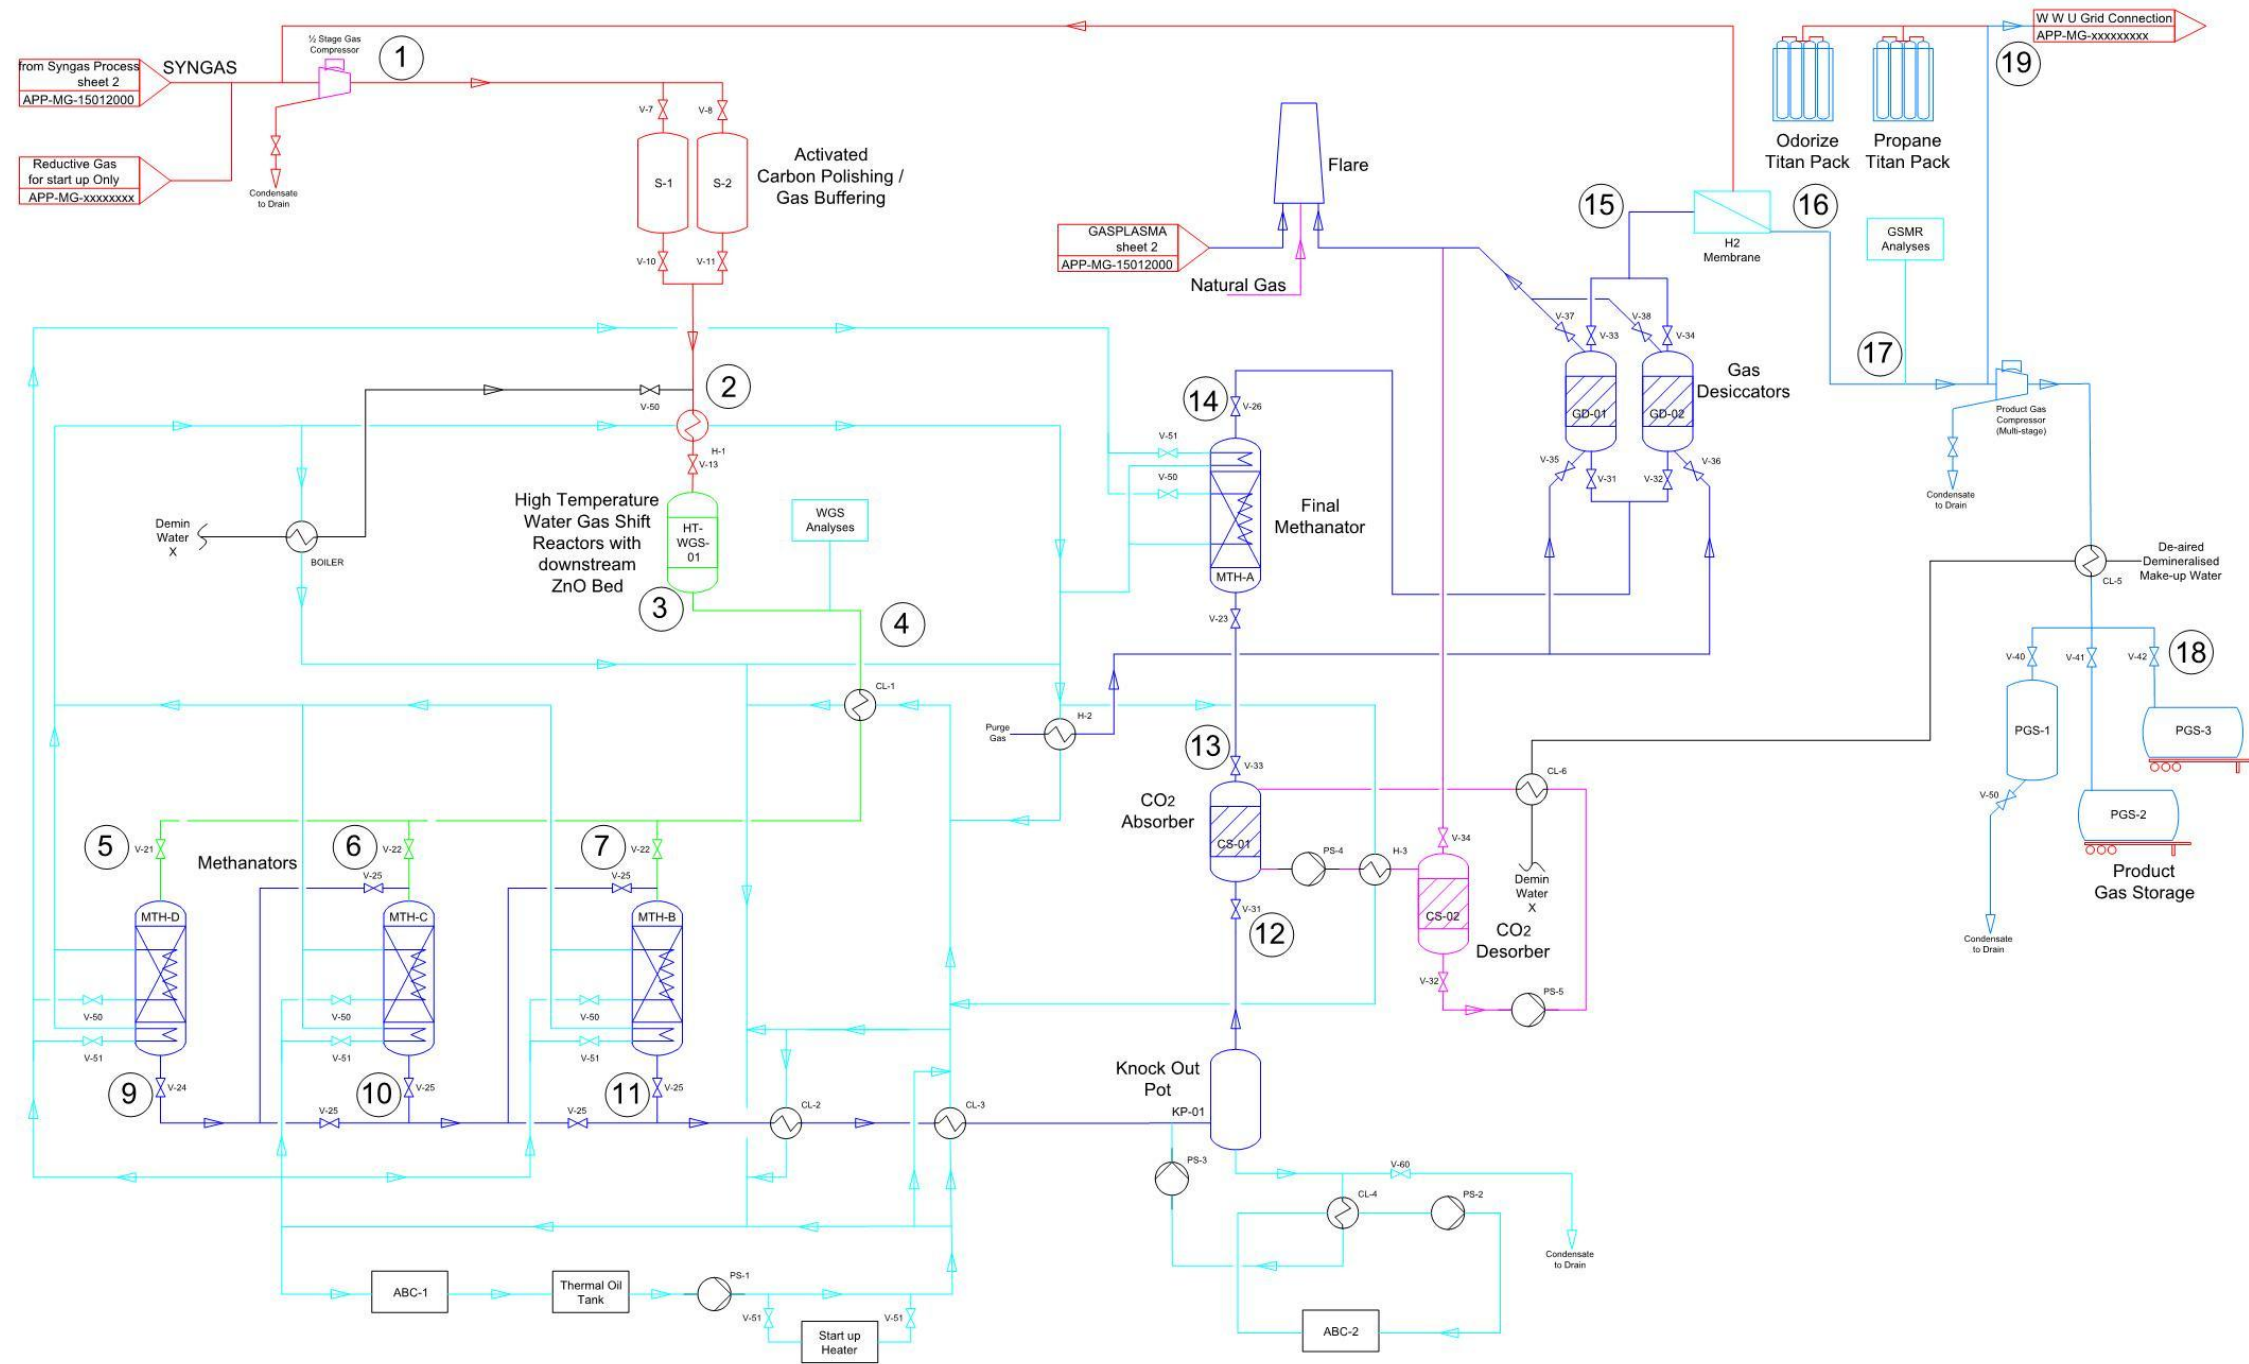 ½ Stage Gas
Compressor
1
from Syngas Process
sheet 2
APP-MG-15012000
SYNGAS
Reductive Gas
for start up Only
APP-MG-xxxxxxxx
Condensate
to Drain
V-7
V-8
S-1
S-2
Activated
Carbon Polishing /
Gas Buffering
V-10
V-11
Flare
GASPLASMA
sheet 2
APP-MG-15012000
Natural Gas
W W U Grid Connection
APP-MG-xxxxxxxxx
19
Odorize
Titan Pack
Propane
Titan Pack
15
16
H2
Membrane
GSMR
Analyses
17
V-37
V-33
V-38
V-34
GD-01
GD-02
Gas
Desiccators
V-35
V-31
V-32
V-36
Product Gas
Compressor
(Multi-stage)
Condensate
to Drain
2
V-50
H-1
V-13
High Temperature
Water Gas Shift
Reactors with
downstream
ZnO Bed
HT-
WGS-
01
WGS
Analyses
3
4
Demin
Water
X
BOILER
14
V-26
V-51
V-50
Final
Methanator
MTH-A
V-23
De-aired
Demineralised
Make-up Water
CL-5
V-40
V-41
V-42
18
PGS-1
PGS-3
V-50
PGS-2
Product
Gas Storage
Condensate
to Drain
CL-1
Purge
Gas
H-2
13
V-33
CO2
Absorber
CS-01
PS-4
H-3
V-34
CL-6
Demin
Water
X
CS-02
CO2
Desorber
V-32
PS-5
V-31
12
5
V-21
Methanators
6
V-22
7
V-22
V-25
V-25
MTH-D
MTH-C
MTH-B
V-50
V-50
V-50
V-51
V-51
V-51
9
V-24
10
V-25
11
V-25
V-25
V-25
CL-2
CL-3
Knock Out
Pot
KP-01
PS-3
V-60
CL-4
PS-2
Condensate
to Drain
ABC-2
ABC-1
Thermal Oil
Tank
PS-1
V-51
V-51
Start up
Heater